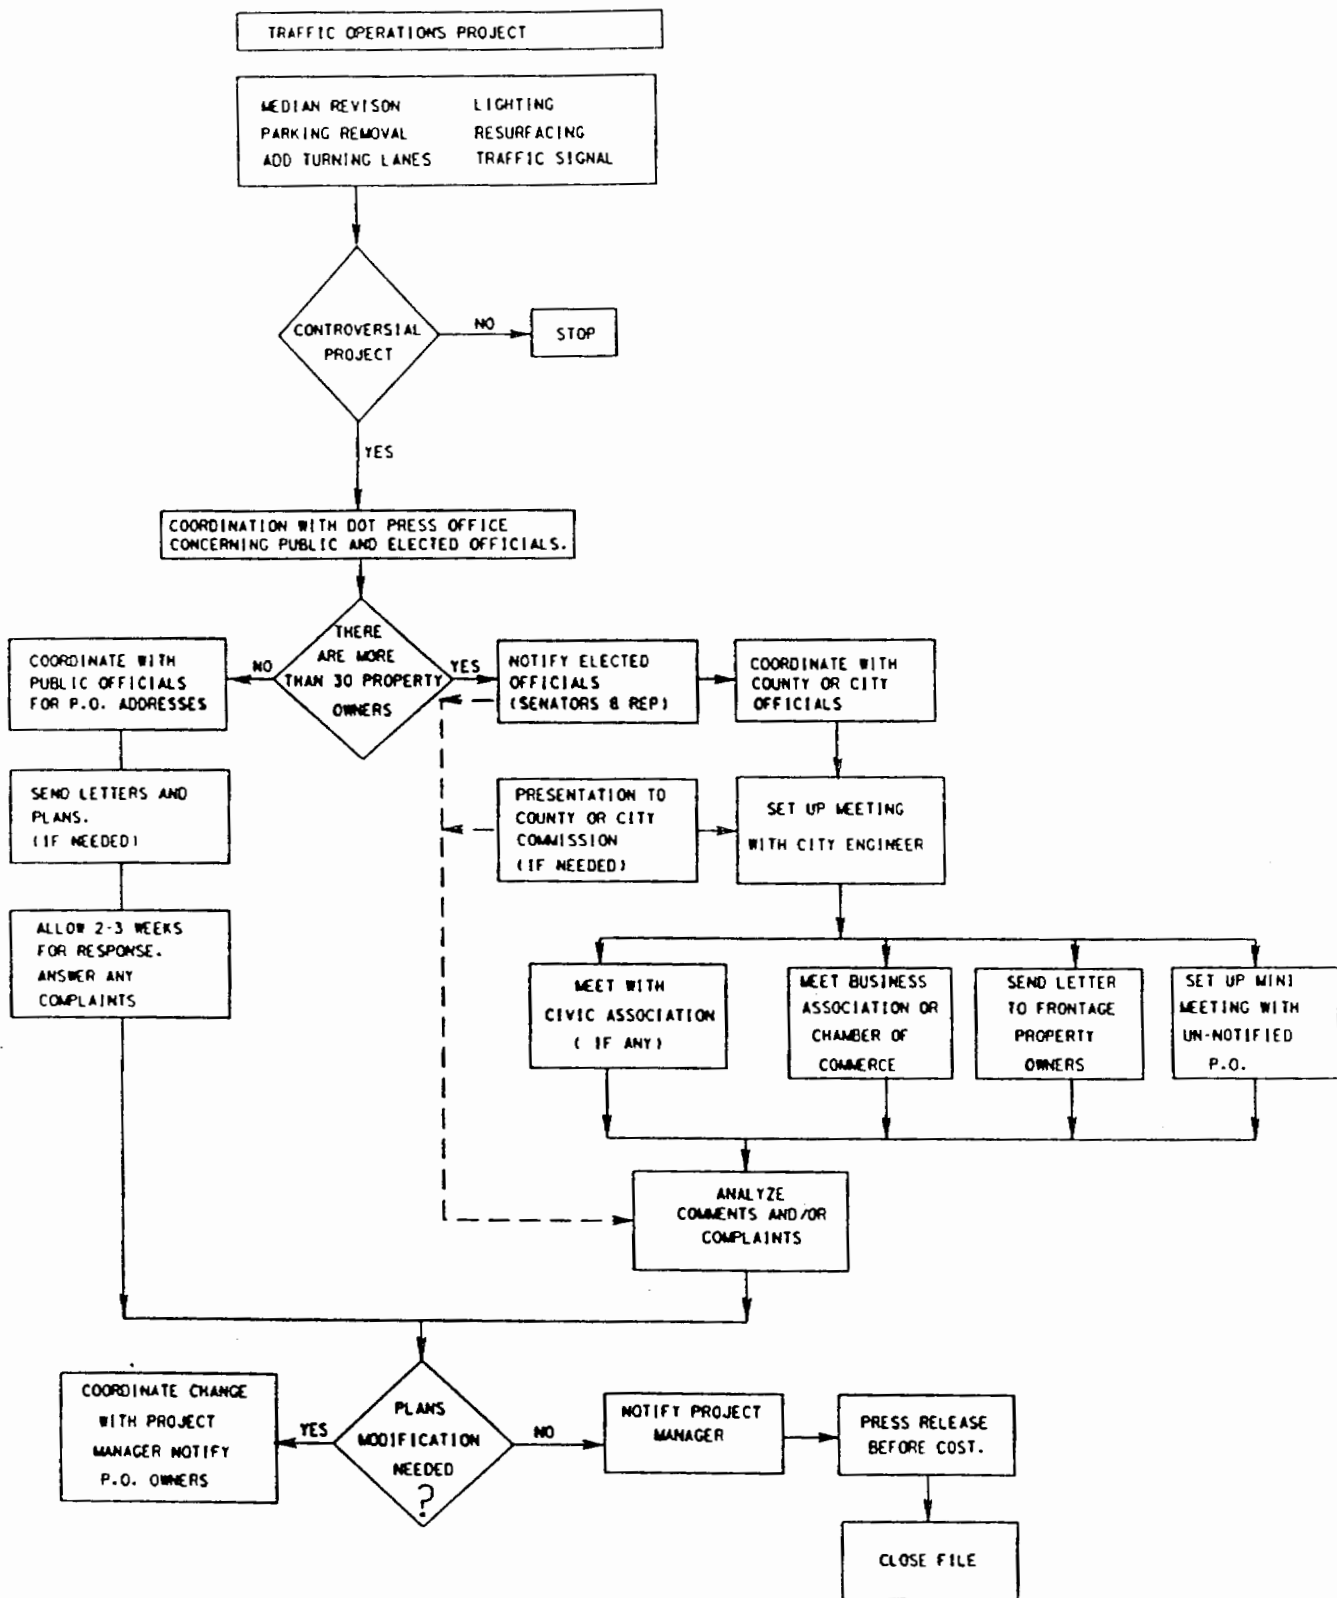 TRAFFIC OPERATIONS PROJECT
MEDIAN REVISON
PARKING REMOVAL
ADD TURNING LANES
LIGHTING
RESURFACING
TRAFFIC SIGNAL
CONTROVERSIAL
PROJECT
NO
STOP
YES
COORDINATION WITH DOT PRESS OFFICE
CONCERNING PUBLIC AND ELECTED OFFICIALS.
THERE
ARE MORE
THAN 30 PROPERTY
OWNERS
NO
COORDINATE WITH
PUBLIC OFFICIALS
FOR P.O. ADDRESSES
SEND LETTERS AND
PLANS.
(IF NEEDED)
ALLOW 2-3 WEEKS
FOR RESPONSE.
ANSWER ANY
COMPLAINTS
YES
NOTIFY ELECTED
OFFICIALS
(SENATORS & REP)
COORDINATE WITH
COUNTY OR CITY
OFFICIALS
PRESENTATION TO
COUNTY OR CITY
COMMISSION
(IF NEEDED)
SET UP MEETING
WITH CITY ENGINEER
MEET WITH
CIVIC ASSOCIATION
( IF ANY)
MEET BUSINESS
ASSOCIATION OR
CHAMBER OF
COMMERCE
SEND LETTER
TO FRONTAGE
PROPERTY
OWNERS
SET UP MINI
MEETING WITH
UN-NOTIFIED
P.O.
ANALYZE
COMMENTS AND/OR
COMPLAINTS
PLANS
MODIFICATION
NEEDED
?
YES
COORDINATE CHANGE
WITH PROJECT
MANAGER NOTIFY
P.O. OWNERS
NO
NOTIFY PROJECT
MANAGER
PRESS RELEASE
BEFORE COST.
CLOSE FILE